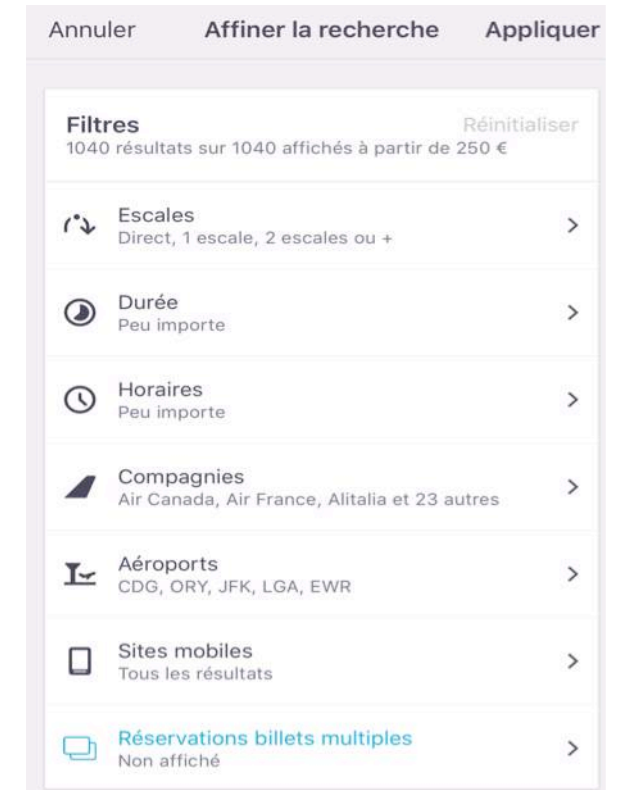 Annuler Affiner la recherche Appliquer
Filtres Réinitialiser
1040 résultats sur 1040 affichés à partir de 250 €
Escales
Direct, 1 escale, 2 escales ou +
Durée
Peu importe
Horaires
Peu importe
Compagnies
Air Canada, Air France, Alitalia et 23 autres
Aéroports
CDG, ORY, JFK, LGA, EWR
Sites mobiles
Tous les résultats
Réservations billets multiples
Non affiché